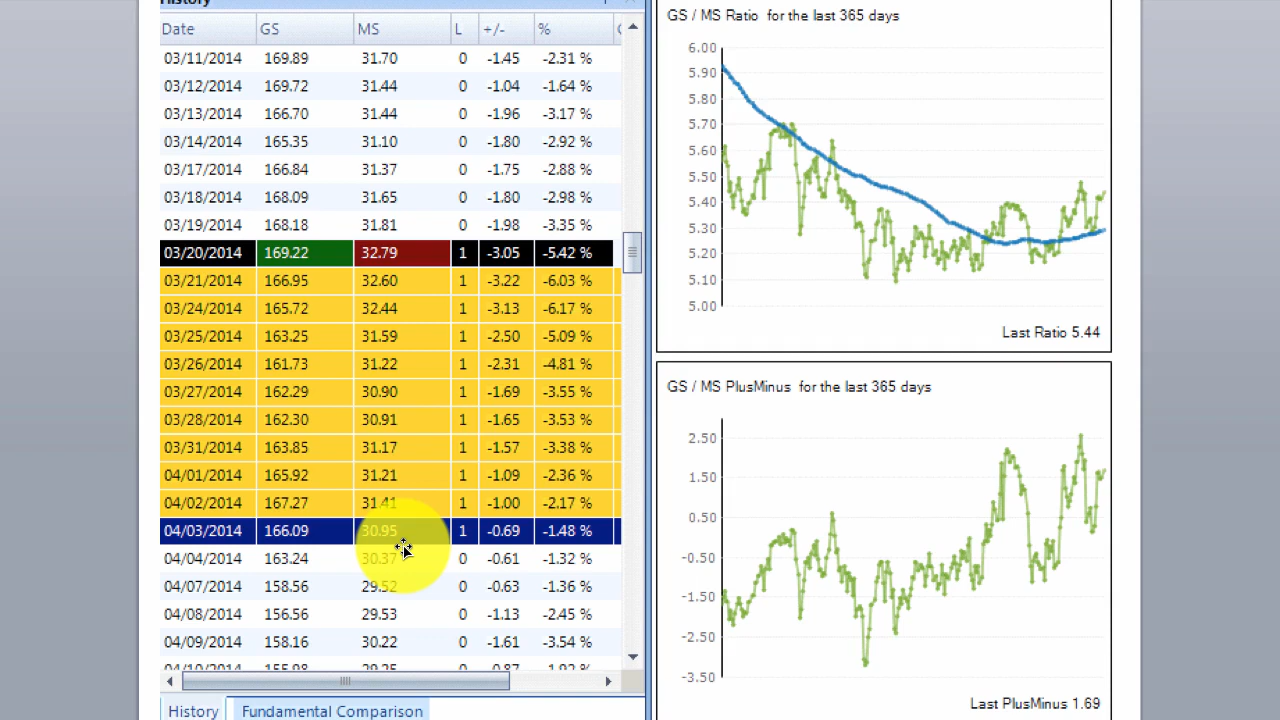 History
Date GS MS L +/- %
03/11/2014 169.89 31.70 0 -1.45 -2.31 %
03/12/2014 169.72 31.44 0 -1.04 -1.64 %
03/13/2014 166.70 31.44 0 -1.96 -3.17 %
03/14/2014 165.35 31.10 0 -1.80 -2.92 %
03/17/2014 166.84 31.37 0 -1.75 -2.88 %
03/18/2014 168.09 31.65 0 -1.80 -2.98 %
03/19/2014 168.18 31.81 0 -1.98 -3.35 %
03/20/2014 169.22 32.79 1 -3.05 -5.42 %
03/21/2014 166.95 32.60 1 -3.22 -6.03 %
03/24/2014 165.72 32.44 1 -3.13 -6.17 %
03/25/2014 163.25 31.59 1 -2.50 -5.09 %
03/26/2014 161.73 31.22 1 -2.31 -4.81 %
03/27/2014 162.29 30.90 1 -1.69 -3.55 %
03/28/2014 162.30 30.91 1 -1.65 -3.53 %
03/31/2014 163.85 31.17 1 -1.57 -3.38 %
04/01/2014 165.92 31.21 1 -1.09 -2.36 %
04/02/2014 167.27 31.41 1 -1.00 -2.17 %
04/03/2014 166.09 30.95 1 -0.69 -1.48 %
04/04/2014 163.24 30.37 0 -0.61 -1.32 %
04/07/2014 158.56 29.52 0 -0.63 -1.36 %
04/08/2014 156.56 29.53 0 -1.13 -2.45 %
04/09/2014 158.16 30.22 0 -1.61 -3.54 %
04/10/2014
History Fundamental Comparison
GS / MS Ratio for the last 365 days
6.00
5.90
5.80
5.70
5.60
5.50
5.40
5.30
5.20
5.10
5.00
Last Ratio 5.44
GS / MS PlusMinus for the last 365 days
2.50
1.50
0.50
-0.50
-1.50
-2.50
-3.50
Last PlusMinus 1.69